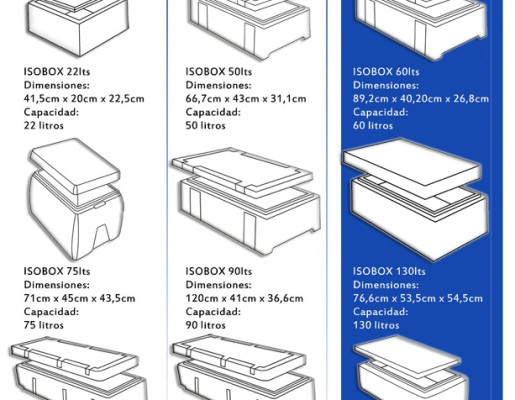 ISOBOX 22lts
Dimensiones:
41,5cm x 20cm x 22,5cm
Capacidad:
22 litros
ISOBOX 50lts
Dimensiones:
66,7cm x 43cm x 31,1cm
Capacidad:
50 litros
ISOBOX 60lts
Dimensiones:
89,2cm x 40,20cm x 26,8cm
Capacidad:
60 litros
ISOBOX 75lts
Dimensiones:
71cm x 45cm x 43,5cm
Capacidad:
75 litros
ISOBOX 90lts
Dimensiones:
120cm x 41cm x 36,6cm
Capacidad:
90 litros
ISOBOX 130lts
Dimensiones:
76,6cm x 53,5cm x 54,5cm
Capacidad:
130 litros